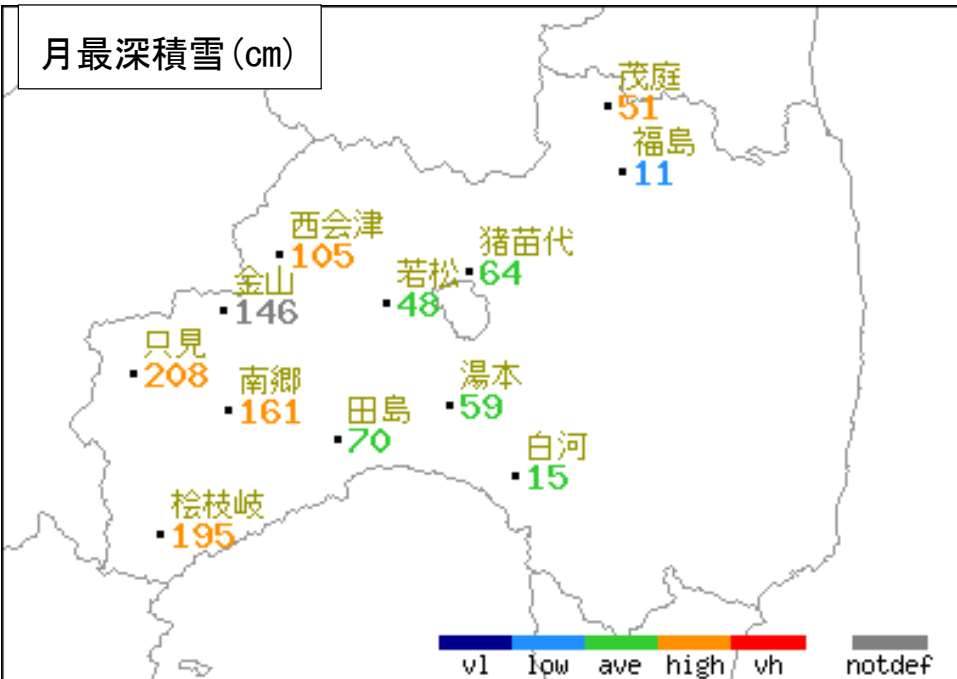 月最深積雪(cm)
茂庭
51
福島
11
西会津
105
猪苗代
64
若松
48
金山
146
只見
208
南郷
161
湯本
59
田島
70
白河
15
桧枝岐
195
vl low ave high vh notdef